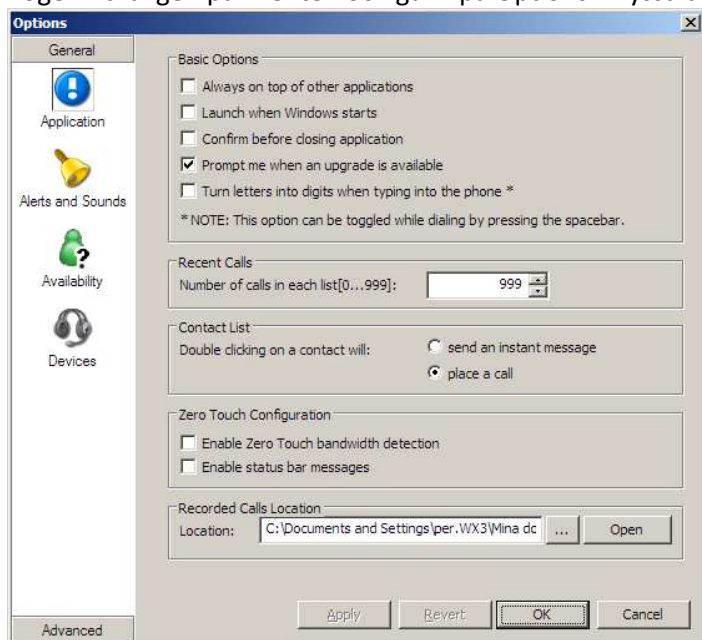 Options
General
Application
Alerts and Sounds
Availability
Devices
Advanced
Basic Options
Always on top of other applications
Launch when Windows starts
Confirm before closing application
Prompt me when an upgrade is available
Turn letters into digits when typing into the phone *
* NOTE: This option can be toggled while dialing by pressing the spacebar.
Recent Calls
Number of calls in each list[0...999]: 999
Contact List
Double clicking on a contact will: send an instant message
place a call
Zero Touch Configuration
Enable Zero Touch bandwidth detection
Enable status bar messages
Recorded Calls Location
Location: C:\Documents and Settings\per.WX3\Mina dc ... Open
Apply Revert OK Cancel